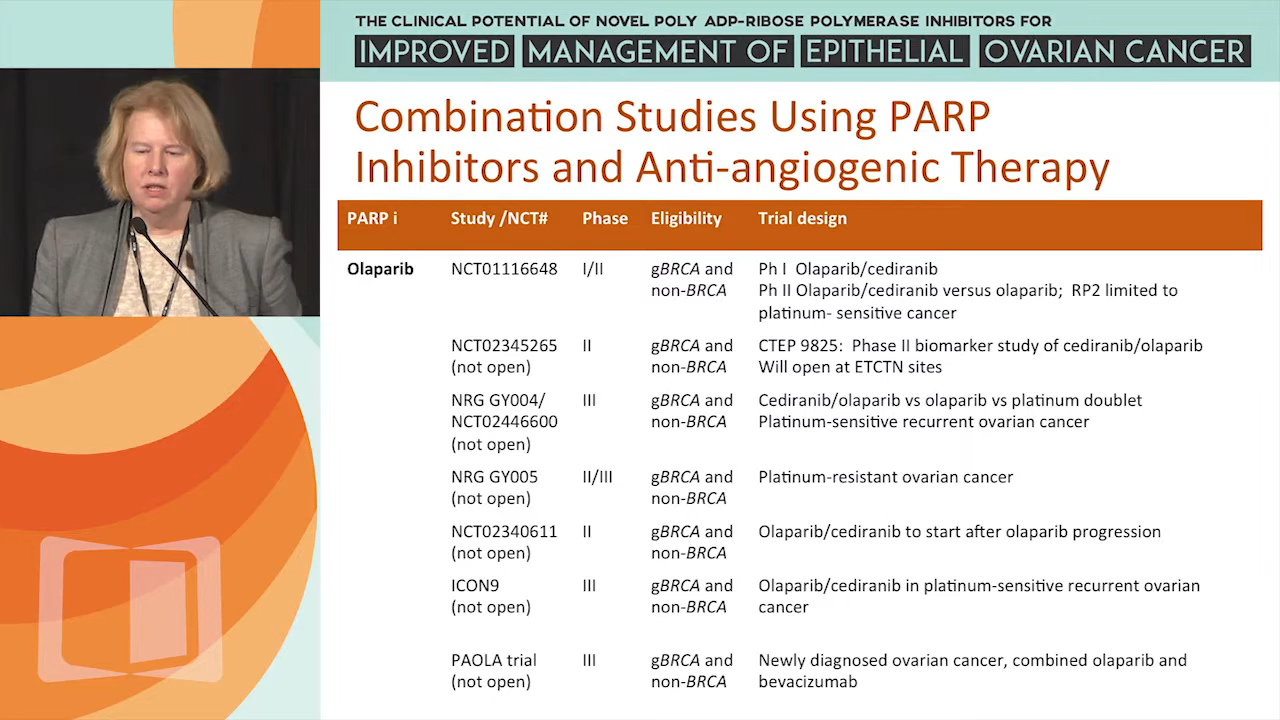 THE CLINICAL POTENTIAL OF NOVEL POLY ADP-RIBOSE POLYMERASE INHIBITORS FOR
IMPROVED MANAGEMENT OF EPITHELIAL OVARIAN CANCER
Combination Studies Using PARP
Inhibitors and Anti-angiogenic Therapy
PARP i Study /NCT# Phase Eligibility Trial design
Olaparib NCT01116648 I/II gBRCA and Ph I Olaparib/cediranib
non-BRCA Ph II Olaparib/cediranib versus olaparib; RP2 limited to
platinum- sensitive cancer
NCT02345265 II gBRCA and CTEP 9825: Phase II biomarker study of cediranib/olaparib
(not open) non-BRCA Will open at ETCTN sites
NRG GY004/ III gBRCA and Cediranib/olaparib vs olaparib vs platinum doublet
NCT02446600 non-BRCA Platinum-sensitive recurrent ovarian cancer
(not open)
NRG GY005 II/III gBRCA and Platinum-resistant ovarian cancer
(not open) non-BRCA
NCT02340611 II gBRCA and Olaparib/cediranib to start after olaparib progression
(not open) non-BRCA
ICON9 III gBRCA and Olaparib/cediranib in platinum-sensitive recurrent ovarian
(not open) non-BRCA cancer
PAOLA trial III gBRCA and Newly diagnosed ovarian cancer, combined olaparib and
(not open) non-BRCA bevacizumab